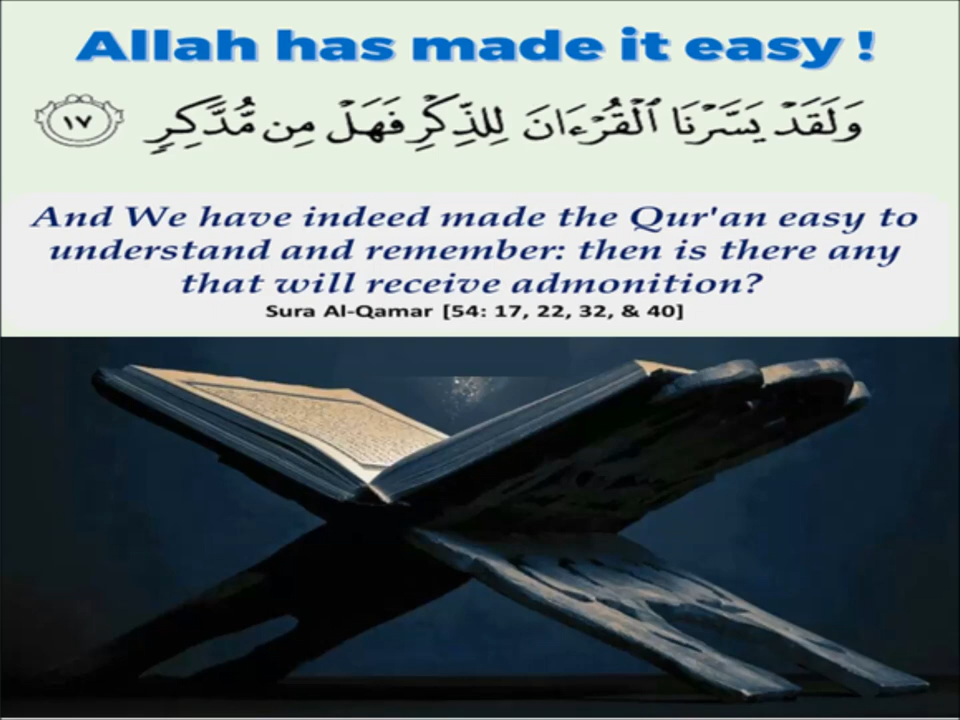 Allah has made it easy !
وَلَقَدْ يَسَّرْنَا ٱلْقُرْءَانَ لِلذِّكْرِ فَهَلْ مِن مُّدَّكِرٍ ١٧
And We have indeed made the Qur'an easy to
understand and remember: then is there any
that will receive admonition?
Sura Al-Qamar [54: 17, 22, 32, & 40]